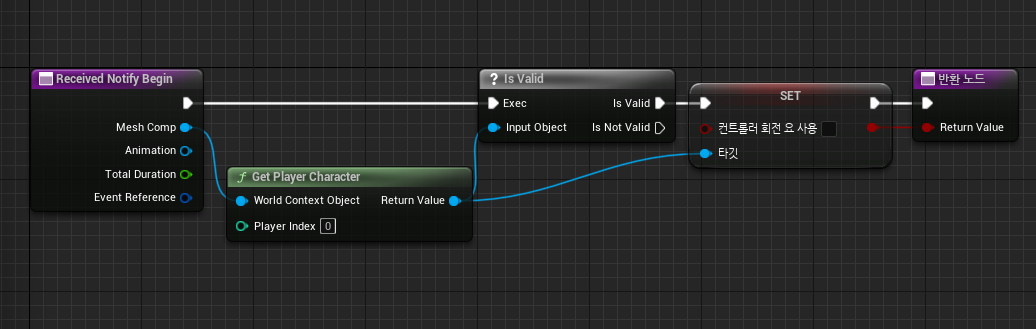 Received Notify Begin
Mesh Comp
Animation
Total Duration
Event Reference
Get Player Character
World Context Object
Return Value
Player Index 0
? Is Valid
Exec
Is Valid
Input Object
Is Not Valid
SET
컨트롤러 회전 요 사용
타깃
반환 노드
Return Value